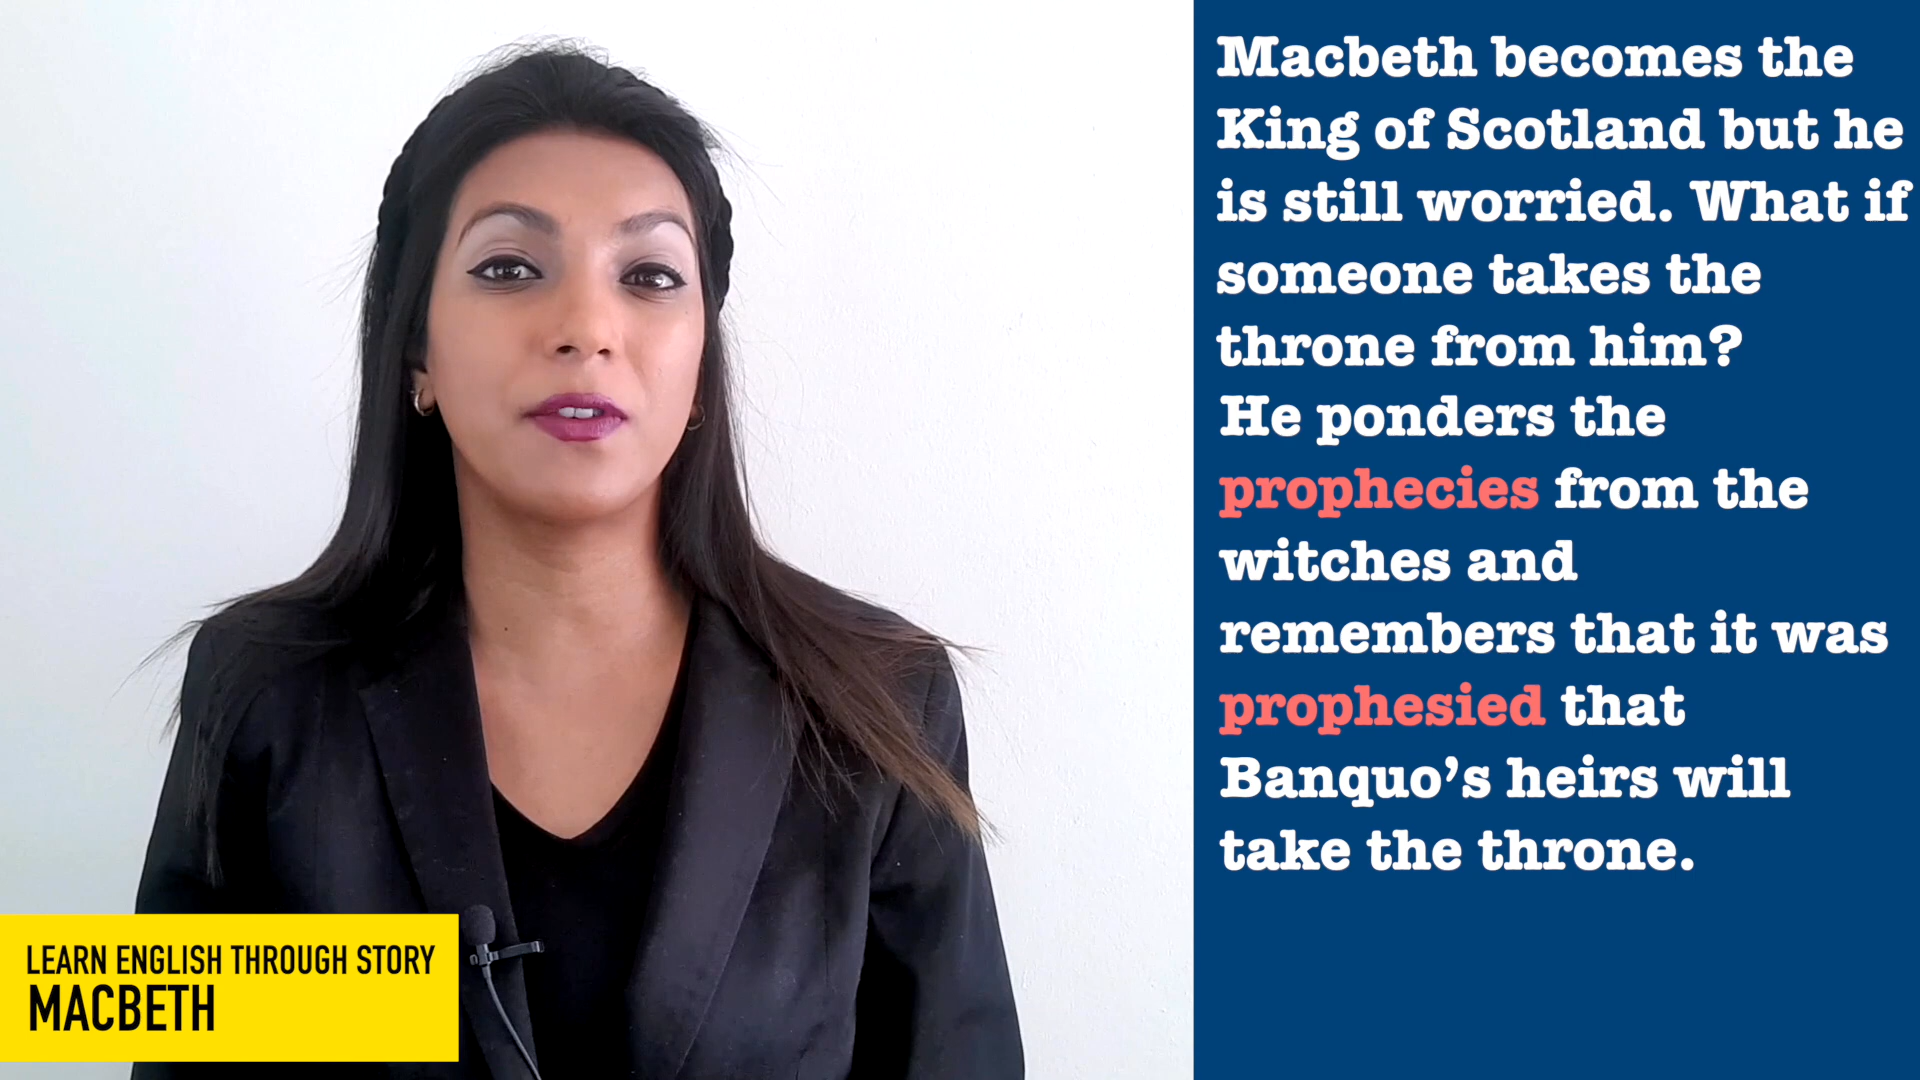 Macbeth becomes the
King of Scotland but he
is still worried. What if
someone takes the
throne from him?
He ponders the
prophecies from the
witches and
remembers that it was
prophesied that
Banquo’s heirs will
take the throne.
LEARN ENGLISH THROUGH STORY
MACBETH